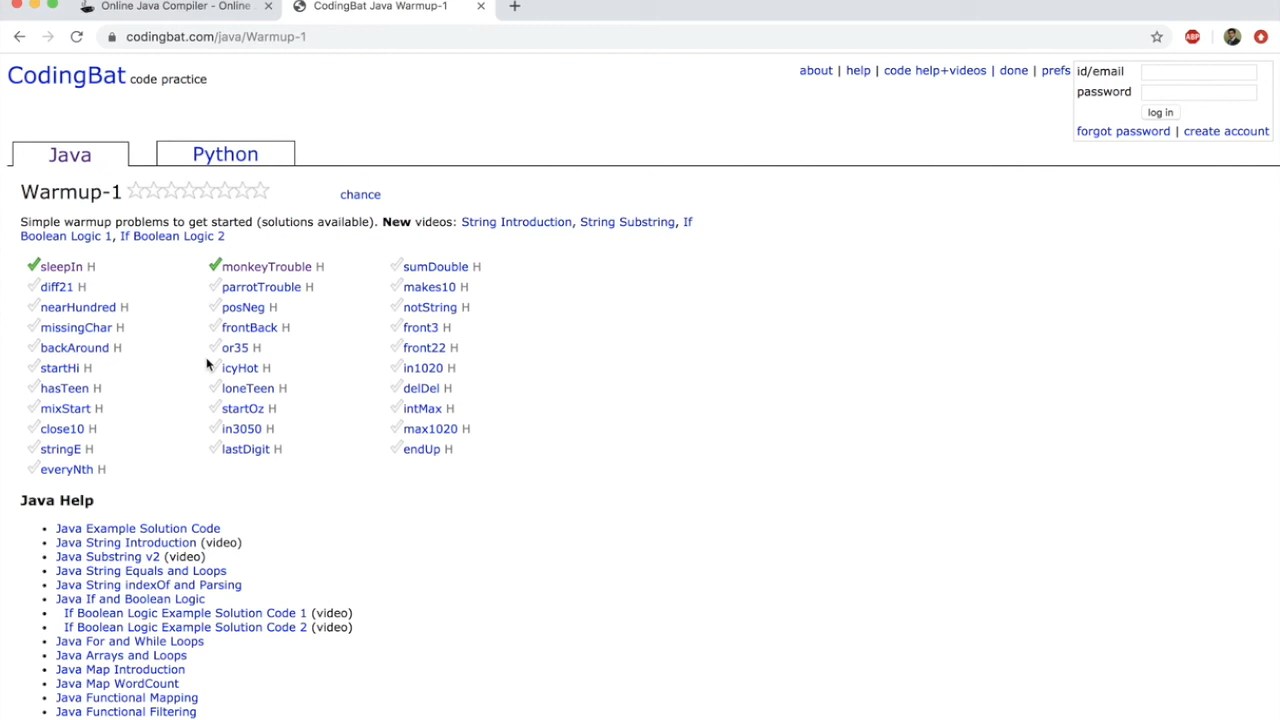 Online Java Compiler - Online
CodingBat Java Warmup-1
codingbat.com/java/Warmup-1
ABP
CodingBat code practice
about | help | code help+videos | done | prefs
id/email
password
log in
forgot password | create account
Java
Python
Warmup-1
chance
Simple warmup problems to get started (solutions available). New videos: String Introduction, String Substring, If
Boolean Logic 1, If Boolean Logic 2
sleepIn H monkeyTrouble H sumDouble H
diff21 H parrotTrouble H makes10 H
nearHundred H posNeg H notString H
missingChar H frontBack H front3 H
backAround H or35 H front22 H
startHi H icyHot H in1020 H
hasTeen H loneTeen H delDel H
mixStart H startOz H intMax H
close10 H in3050 H max1020 H
stringE H lastDigit H endUp H
everyNth H
Java Help
• Java Example Solution Code
• Java String Introduction (video)
• Java Substring v2 (video)
• Java String Equals and Loops
• Java String indexOf and Parsing
• Java If and Boolean Logic
• If Boolean Logic Example Solution Code 1 (video)
• If Boolean Logic Example Solution Code 2 (video)
• Java For and While Loops
• Java Arrays and Loops
• Java Map Introduction
• Java Map WordCount
• Java Functional Mapping
• Java Functional Filtering